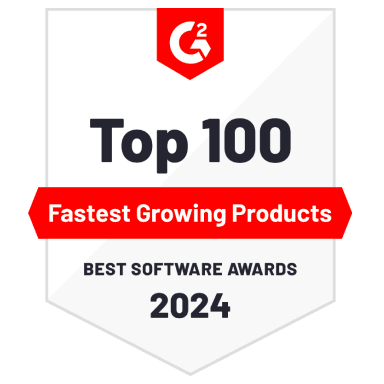 G2
Top 100
Fastest Growing Products
BEST SOFTWARE AWARDS
2024